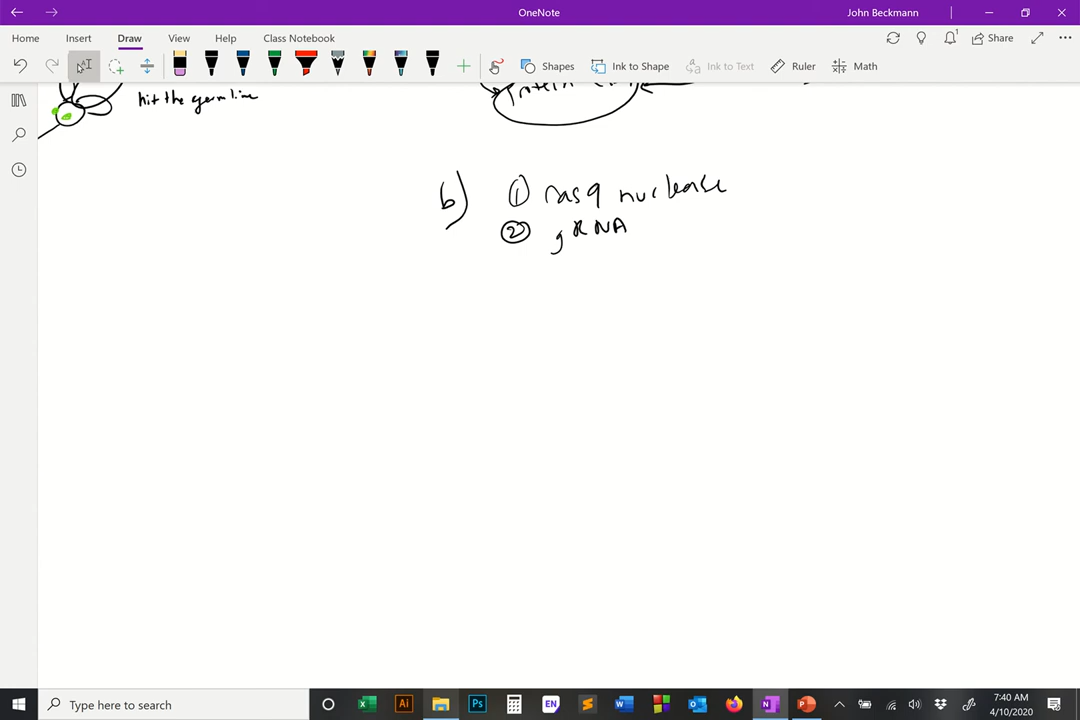 OneNote
John Beckmann
Home Insert Draw View Help Class Notebook
Share
Shapes Ink to Shape Ink to Text Ruler Math
hit the germline
Protein
b) ① cas9 nuclease
② gRNA
Type here to search
7:40 AM
4/10/2020